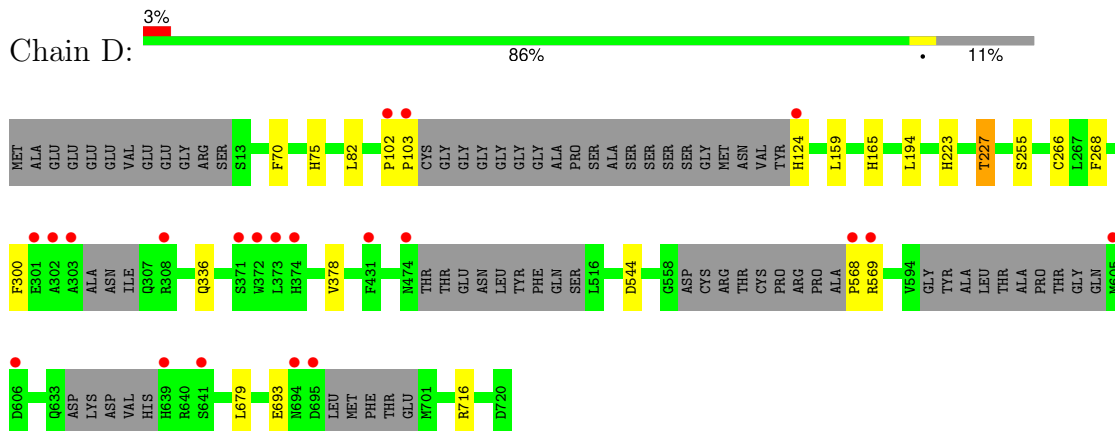 3%
Chain D:
86% • 11%
MET ALA GLU GLU GLU GLU VAL GLU GLU GLY ARG SER S13 F70 H75 L82 P102 P103 CYS GLY GLY GLY GLY GLY GLY ALA PRO SER ALA SER SER SER SER GLY MET ASN VAL TYR H124 L159 H165 L194 H223 T227 S255 C266 L267 F268
F300 E301 A302 A303 ALA ASN ILE Q307 R308 Q336 S371 W372 L373 H374 V378 F431 N474 THR THR GLU ASN LEU TYR PHE GLN SER L516 D544 G558 ASP CYS ARG THR CYS PRO ARG PRO ALA P568 R569 V594 GLY TYR ALA LEU THR ALA PRO THR GLY GLN M605
D606 Q633 ASP LYS ASP VAL HIS H639 R640 S641 L679 E693 N694 D695 LEU MET PHE THR GLU M701 R716 D720